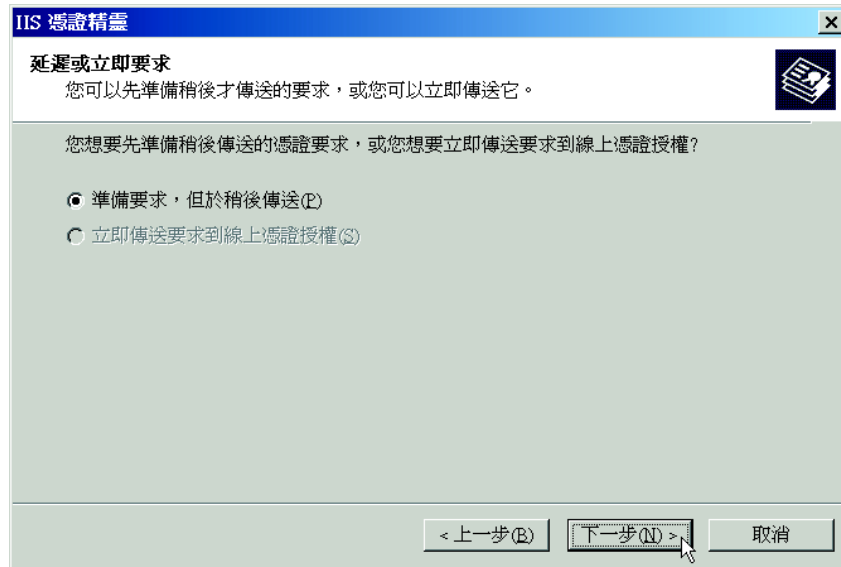 IIS 憑證精靈
延遲或立即要求
您可以先準備稍後才傳送的要求，或您可以立即傳送它。
您想要先準備稍後傳送的憑證要求，或您想要立即傳送要求到線上憑證授權?
準備要求，但於稍後傳送(P)
立即傳送要求到線上憑證授權(S)
<上一步(B) 下一步(N) > 取消